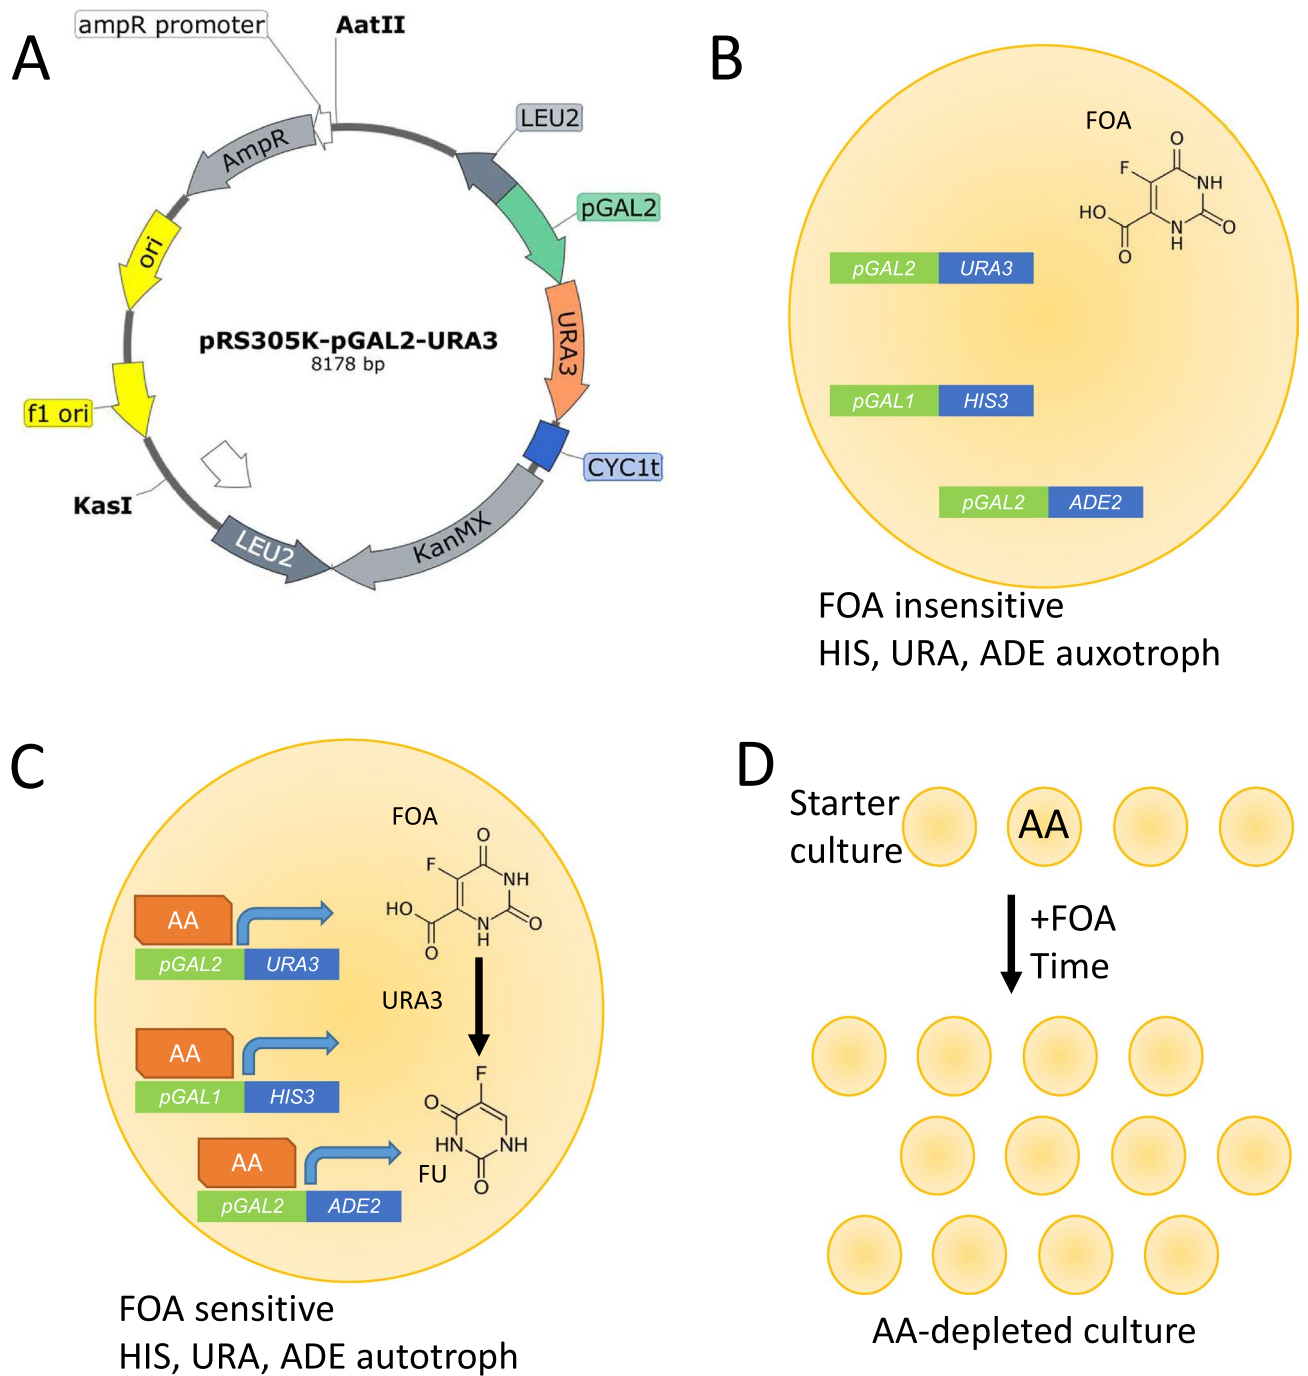 A
ampR promoter
AatII
LEU2
AmpR
pGAL2
ori
URA3
pRS305K-pGAL2-URA3
8178 bp
f1 ori
CYC1t
KasI
KanMX
LEU2
B
FOA
O
F
NH
HO
N
H
O
O
pGAL2 URA3
pGAL1 HIS3
pGAL2 ADE2
FOA insensitive
HIS, URA, ADE auxotroph
C
FOA
O
F
NH
HO
N
H
O
O
AA
pGAL2 URA3
URA3
AA
pGAL1 HIS3
F
O
HN
NH
O
FU
AA
pGAL2 ADE2
FOA sensitive
HIS, URA, ADE autotroph
D
Starter
culture
AA
+FOA
Time
AA-depleted culture